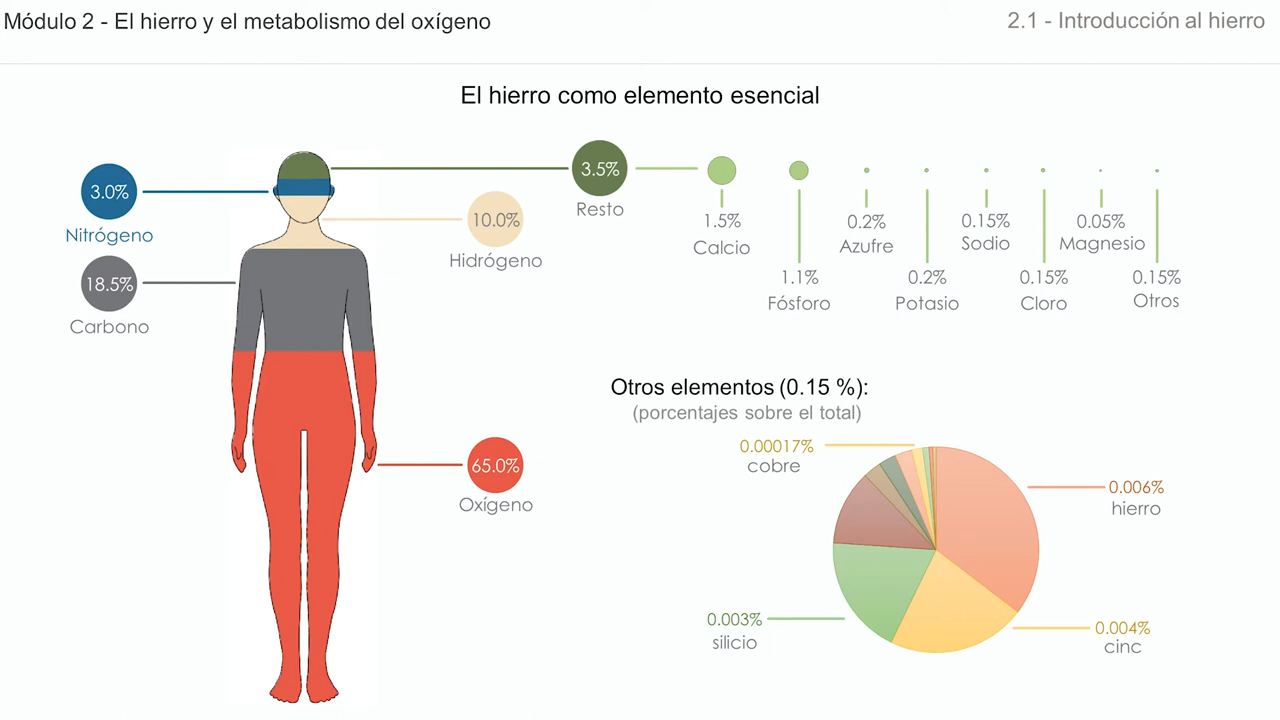 Módulo 2 - El hierro y el metabolismo del oxígeno
2.1 - Introducción al hierro
El hierro como elemento esencial
3.0%
Nitrógeno
18.5%
Carbono
10.0%
Hidrógeno
65.0%
Oxígeno
3.5%
Resto
1.5%
Calcio
1.1%
Fósforo
0.2%
Azufre
0.2%
Potasio
0.15%
Sodio
0.15%
Cloro
0.05%
Magnesio
0.15%
Otros
Otros elementos (0.15 %):
(porcentajes sobre el total)
0.00017%
cobre
0.006%
hierro
0.003%
silicio
0.004%
cinc